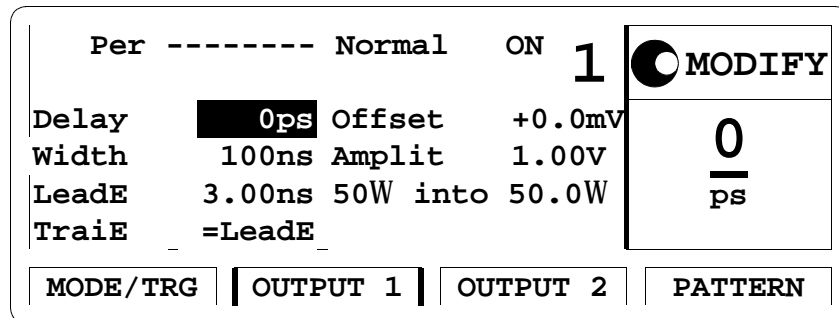 Per -------- Normal ON 1
MODIFY
Delay 0ps Offset +0.0mV
Width 100ns Amplit 1.00V
LeadE 3.00ns 50W into 50.0W
TraiE =LeadE
0
ps
MODE/TRG OUTPUT 1 OUTPUT 2 PATTERN